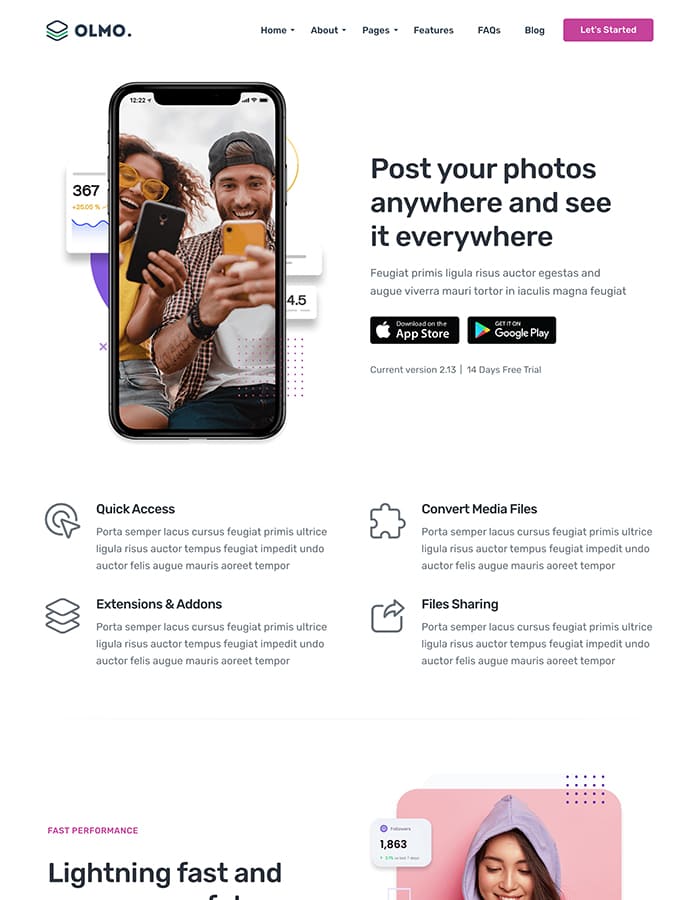 OLMO.
Home About Pages Features FAQs Blog Let's Started
12:22
367
+25.05 %
4.5
Post your photos
anywhere and see
it everywhere
Feugiat primis ligula risus auctor egestas and
augue viverra mauri tortor in iaculis magna feugiat
Download on the
App Store
GET IT ON
Google Play
Current version 2.13 | 14 Days Free Trial
Quick Access
Porta semper lacus cursus feugiat primis ultrice
ligula risus auctor tempus feugiat impedit undo
auctor felis augue mauris aoreet tempor
Convert Media Files
Porta semper lacus cursus feugiat primis ultrice
ligula risus auctor tempus feugiat impedit undo
auctor felis augue mauris aoreet tempor
Extensions & Addons
Porta semper lacus cursus feugiat primis ultrice
ligula risus auctor tempus feugiat impedit undo
auctor felis augue mauris aoreet tempor
Files Sharing
Porta semper lacus cursus feugiat primis ultrice
ligula risus auctor tempus feugiat impedit undo
auctor felis augue mauris aoreet tempor
FAST PERFORMANCE
Lightning fast and
Followers
1,863
vs last 7 days